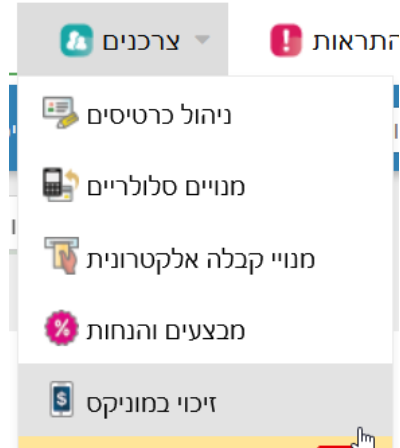 התראות
צרכנים
ניהול כרטיסים
מנויים סלולריים
מנויי קבלה אלקטרונית
מבצעים והנחות
זיכוי במוניקס